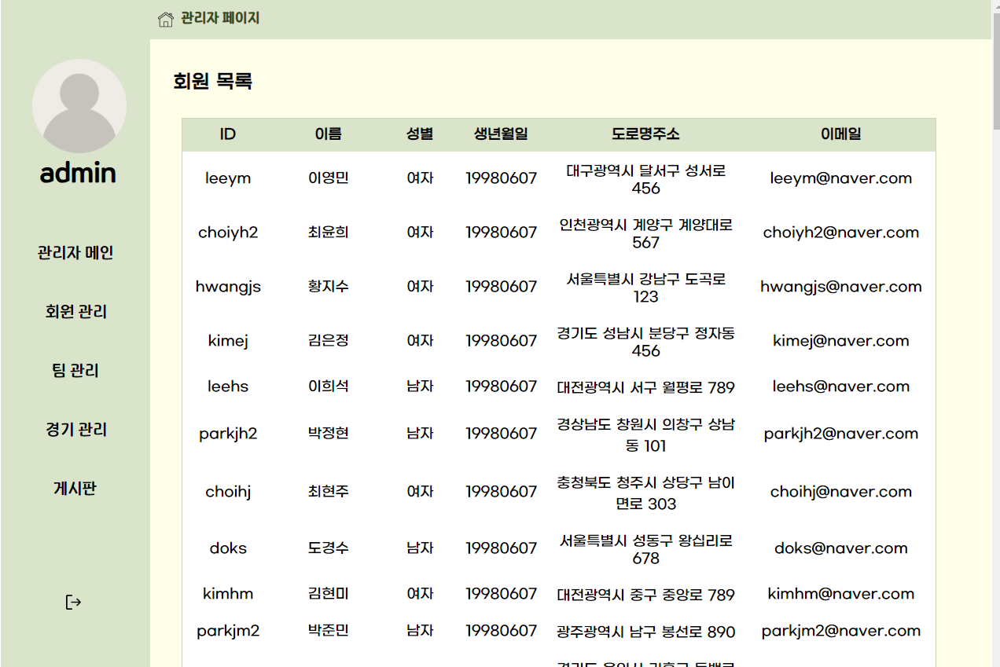 관리자 페이지
admin
관리자 메인
회원 관리
팀 관리
경기 관리
게시판
회원 목록
ID 이름 성별 생년월일 도로명주소 이메일
leeym 이영민 여자 19980607 대구광역시 달서구 성서로 456 leeym@naver.com
choiyh2 최윤희 여자 19980607 인천광역시 계양구 계양대로 567 choiyh2@naver.com
hwangjs 황지수 여자 19980607 서울특별시 강남구 도곡로 123 hwangjs@naver.com
kimej 김은정 여자 19980607 경기도 성남시 분당구 정자동 456 kimej@naver.com
leehs 이희석 남자 19980607 대전광역시 서구 월평로 789 leehs@naver.com
parkjh2 박정현 남자 19980607 경상남도 창원시 의창구 상남동 101 parkjh2@naver.com
choihj 최현주 여자 19980607 충청북도 청주시 상당구 남이면로 303 choihj@naver.com
doks 도경수 남자 19980607 서울특별시 성동구 왕십리로 678 doks@naver.com
kimhm 김현미 여자 19980607 대전광역시 중구 중앙로 789 kimhm@naver.com
parkjm2 박준민 남자 19980607 광주광역시 남구 봉선로 890 parkjm2@naver.com